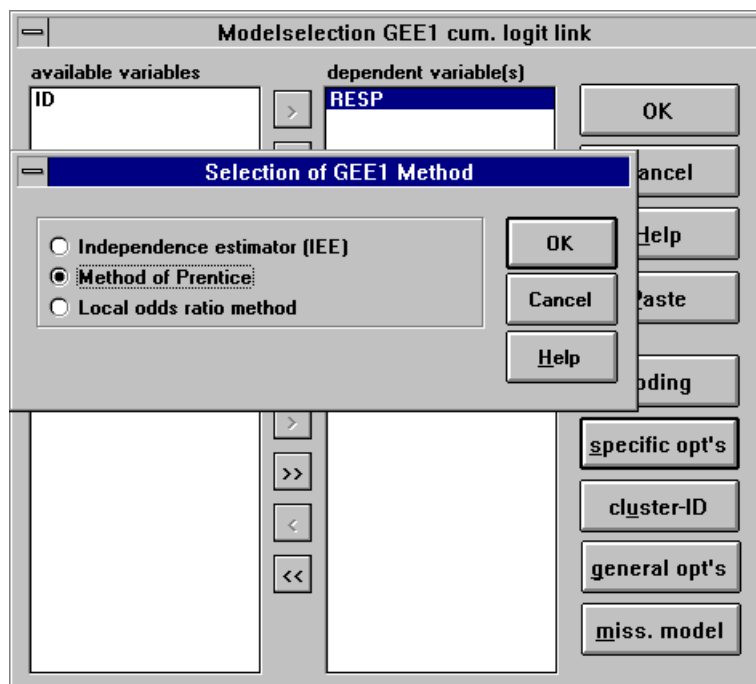 Modelselection GEE1 cum. logit link
available variables
dependent variable(s)
ID
>
RESP
OK
Selection of GEE1 Method
Independence estimator (IEE)
Method of Prentice
Local odds ratio method
OK
Cancel
Help
ancel
Help
aste
oding
>
>>
<
<<
specific opt's
cluster-ID
general opt's
miss. model